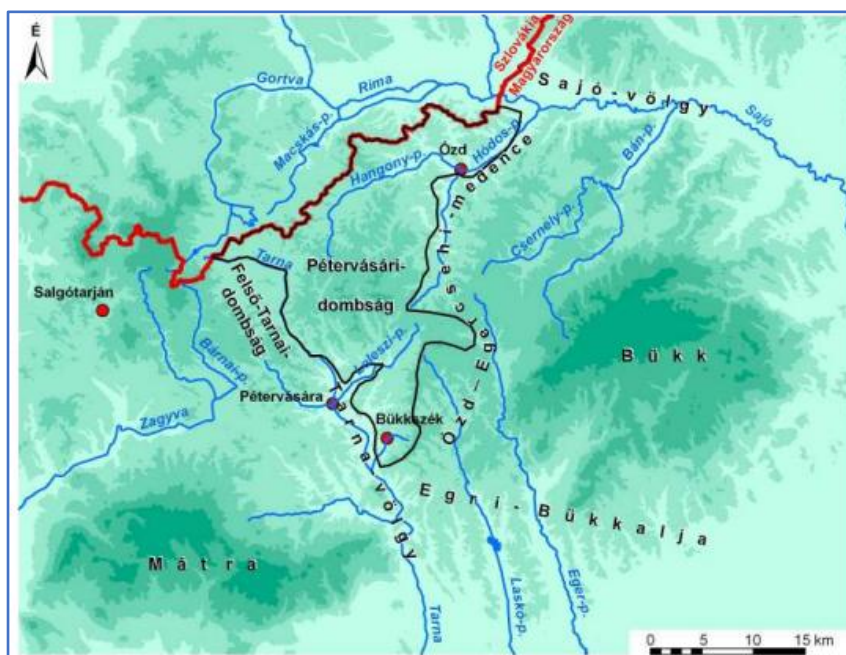 É
Szlovákia
Magyarország
Gortva
Rima
Sajó-völgy
Sajó
Macskás-p.
Ózd
Hódos-p.
Bán-p.
Hangony-p.
Csernely-p.
Tarna
Pétervásári-
dombság
Ózd–Egercsehi-medence
Salgótarján
Felső-Tarnai-
dombság
Bárnai-p.
Leleszi-p.
Bükk
Zagyva
Pétervására
Bükkszék
Tarna völgy
Egri-Bükkalja
Mátra
Laskó-p.
Eger-p.
Tarna
0 5 10 15 km